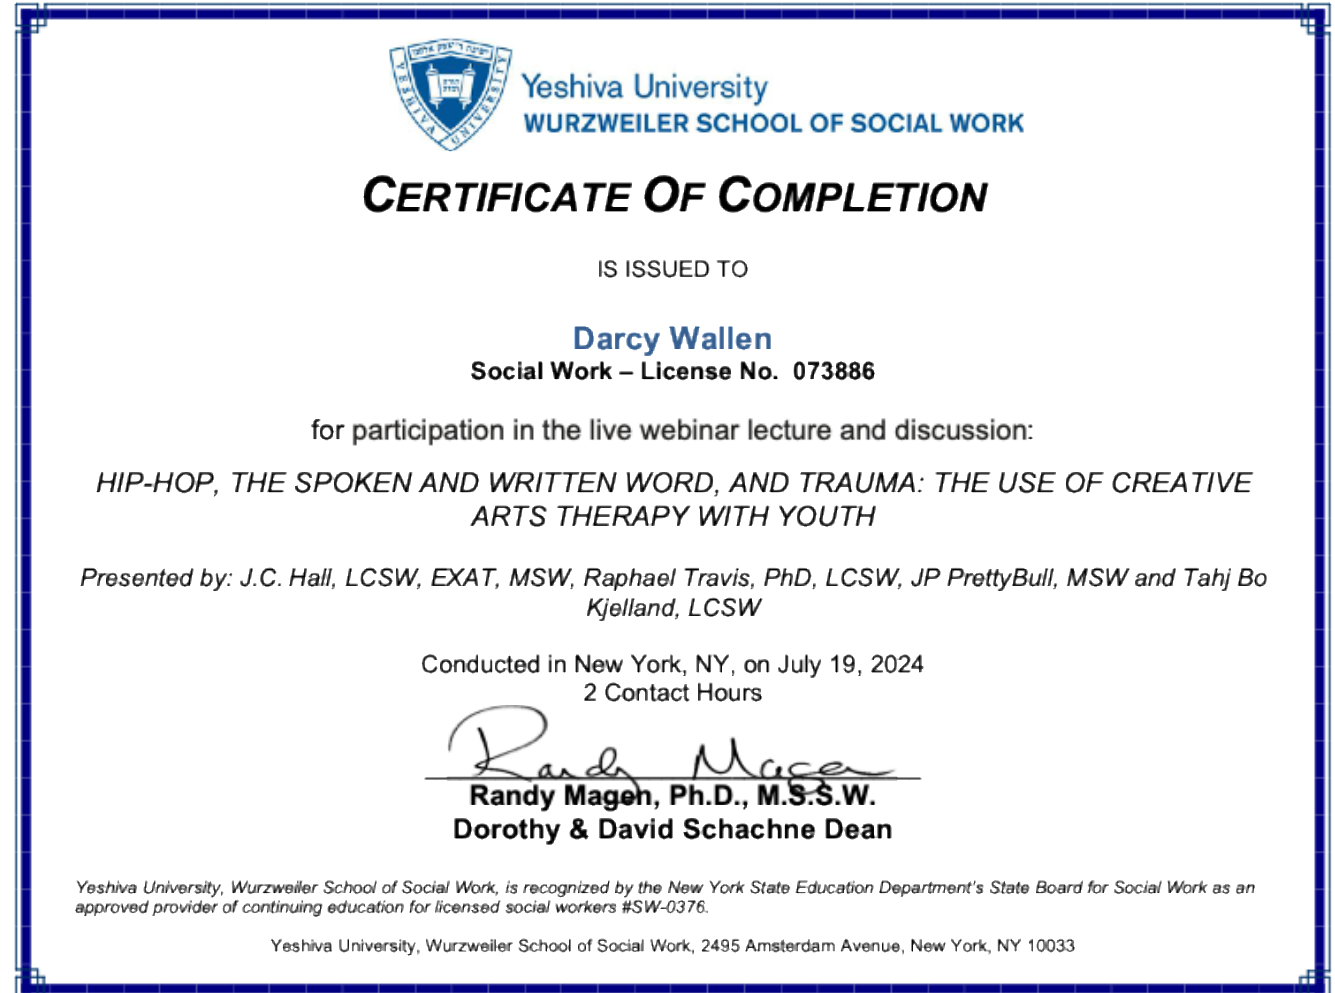 YESHIVA UNIVERSITY
Yeshiva University
WURZWEILER SCHOOL OF SOCIAL WORK
CERTIFICATE OF COMPLETION
IS ISSUED TO
Darcy Wallen
Social Work – License No. 073886
for participation in the live webinar lecture and discussion:
HIP-HOP, THE SPOKEN AND WRITTEN WORD, AND TRAUMA: THE USE OF CREATIVE
ARTS THERAPY WITH YOUTH
Presented by: J.C. Hall, LCSW, EXAT, MSW, Raphael Travis, PhD, LCSW, JP PrettyBull, MSW and Tahj Bo
Kjelland, LCSW
Conducted in New York, NY, on July 19, 2024
2 Contact Hours
Randy Magen
Randy Magen, Ph.D., M.S.S.W.
Dorothy & David Schachne Dean
Yeshiva University, Wurzweiler School of Social Work, is recognized by the New York State Education Department's State Board for Social Work as an
approved provider of continuing education for licensed social workers #SW-0376.
Yeshiva University, Wurzweiler School of Social Work, 2495 Amsterdam Avenue, New York, NY 10033